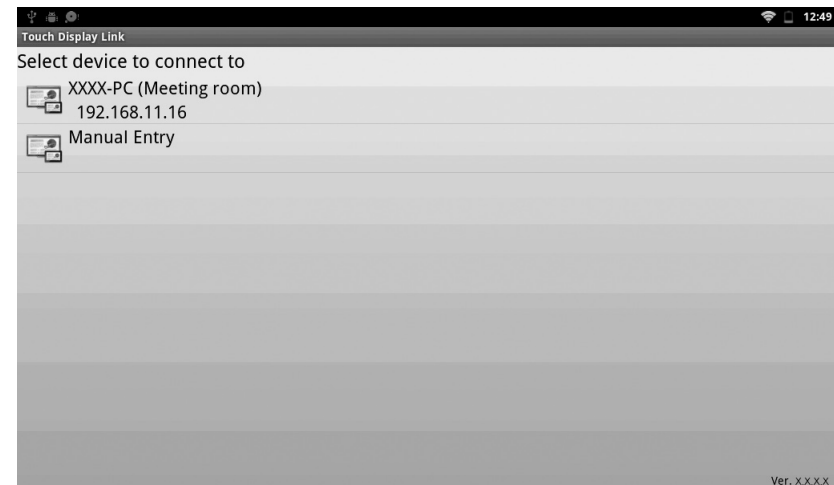 12:49
Touch Display Link
Select device to connect to
XXXX-PC (Meeting room)
192.168.11.16
Manual Entry
Ver. X.X.X.X